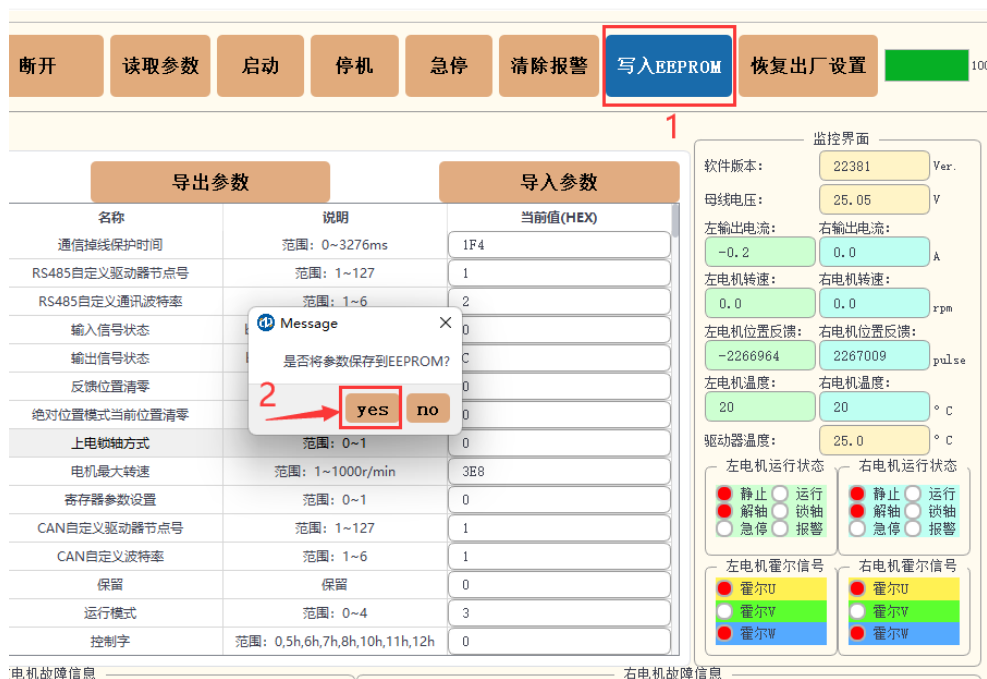 断开 读取参数 启动 停机 急停 清除报警 写入EEPROM 恢复出厂设置 100
1
导出参数 导入参数
名称 说明 当前值(HEX)
通信掉线保护时间 范围：0~3276ms 1F4
RS485自定义驱动器节点号 范围：1~127 1
RS485自定义通讯波特率 范围：1~6 2
输入信号状态 0
输出信号状态 C
反馈位置清零 0
绝对位置模式当前位置清零 0
上电锁轴方式 范围：0~1 0
电机最大转速 范围：1~1000r/min 3E8
寄存器参数设置 范围：0~1 0
CAN自定义驱动器节点号 范围：1~127 1
CAN自定义波特率 范围：1~6 1
保留 保留 0
运行模式 范围：0~4 3
控制字 范围：0,5h,6h,7h,8h,10h,11h,12h 0
Message
是否将参数保存到EEPROM?
2
yes no
监控界面
软件版本: 22381 Ver.
母线电压: 25.05 V
左输出电流: 右输出电流:
-0.2 0.0 A
左电机转速: 右电机转速:
0.0 0.0 rpm
左电机位置反馈: 右电机位置反馈:
-2266964 2267009 pulse
左电机温度: 右电机温度:
20 20 °C
驱动器温度: 25.0 °C
左电机运行状态 右电机运行状态
静止 运行 静止 运行
解轴 锁轴 解轴 锁轴
急停 报警 急停 报警
左电机霍尔信号 右电机霍尔信号
霍尔U 霍尔U
霍尔V 霍尔V
霍尔W 霍尔W
电机故障信息 右电机故障信息